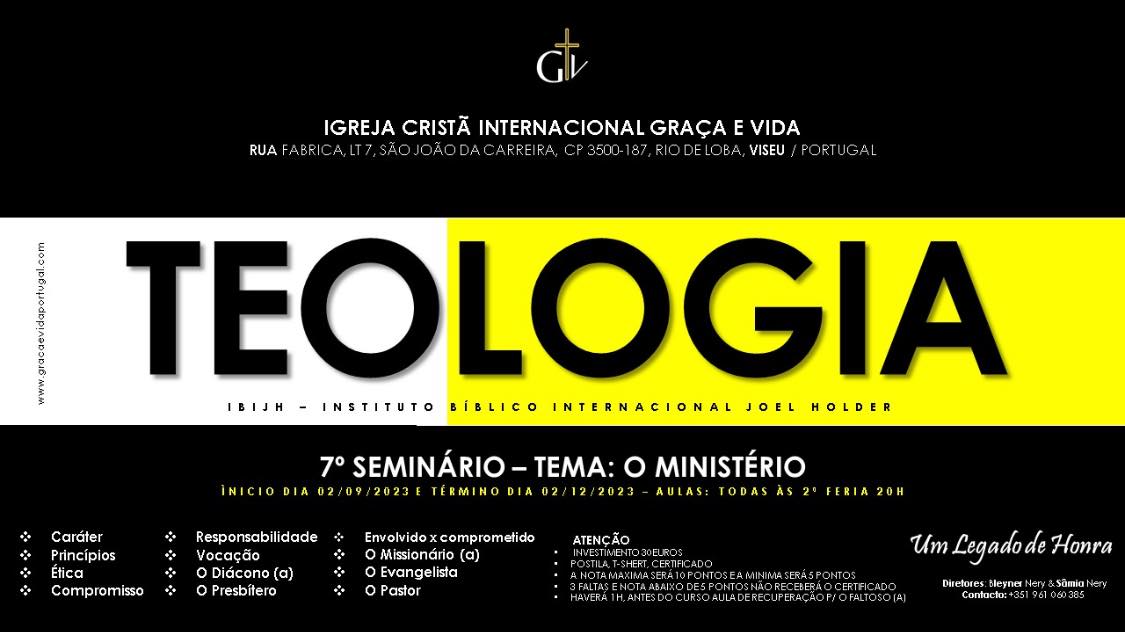 GV
IGREJA CRISTÃ INTERNACIONAL GRAÇA E VIDA
RUA FABRICA, LT 7, SÃO JOÃO DA CARREIRA, CP 3500-187, RIO DE LOBA, VISEU / PORTUGAL
www.gracaevidaportugal.com
TEOLOGIA
IBIJH – INSTITUTO BÍBLICO INTERNACIONAL JOEL HOLDER
7º SEMINÁRIO – TEMA: O MINISTÉRIO
ÌNICIO DIA 02/09/2023 E TÉRMINO DIA 02/12/2023 – AULAS: TODAS ÀS 2º FERIA 20H
❖ Caráter
❖ Princípios
❖ Ética
❖ Compromisso
❖ Responsabilidade
❖ Vocação
❖ O Diácono (a)
❖ O Presbítero
❖ Envolvido x comprometido
❖ O Missionário (a)
❖ O Evangelista
❖ O Pastor
ATENÇÃO
• INVESTIMENTO 30EUROS
• POSTILA, T-SHERT, CERTIFICADO
• A NOTA MAXIMA SERÁ 10 PONTOS E A MINIMA SERÁ 5 PONTOS
• 3 FALTAS E NOTA ABAIXO DE 5 PONTOS NÃO RECEBERÁ O CERTIFICADO
• HAVERÁ 1H, ANTES DO CURSO AULA DE RECUPERAÇÃO P/ O FALTOSO (A)
Um Legado de Honra
Diretores: Bleyner Nery & Sâmia Nery
Contacto: +351 961 060 385